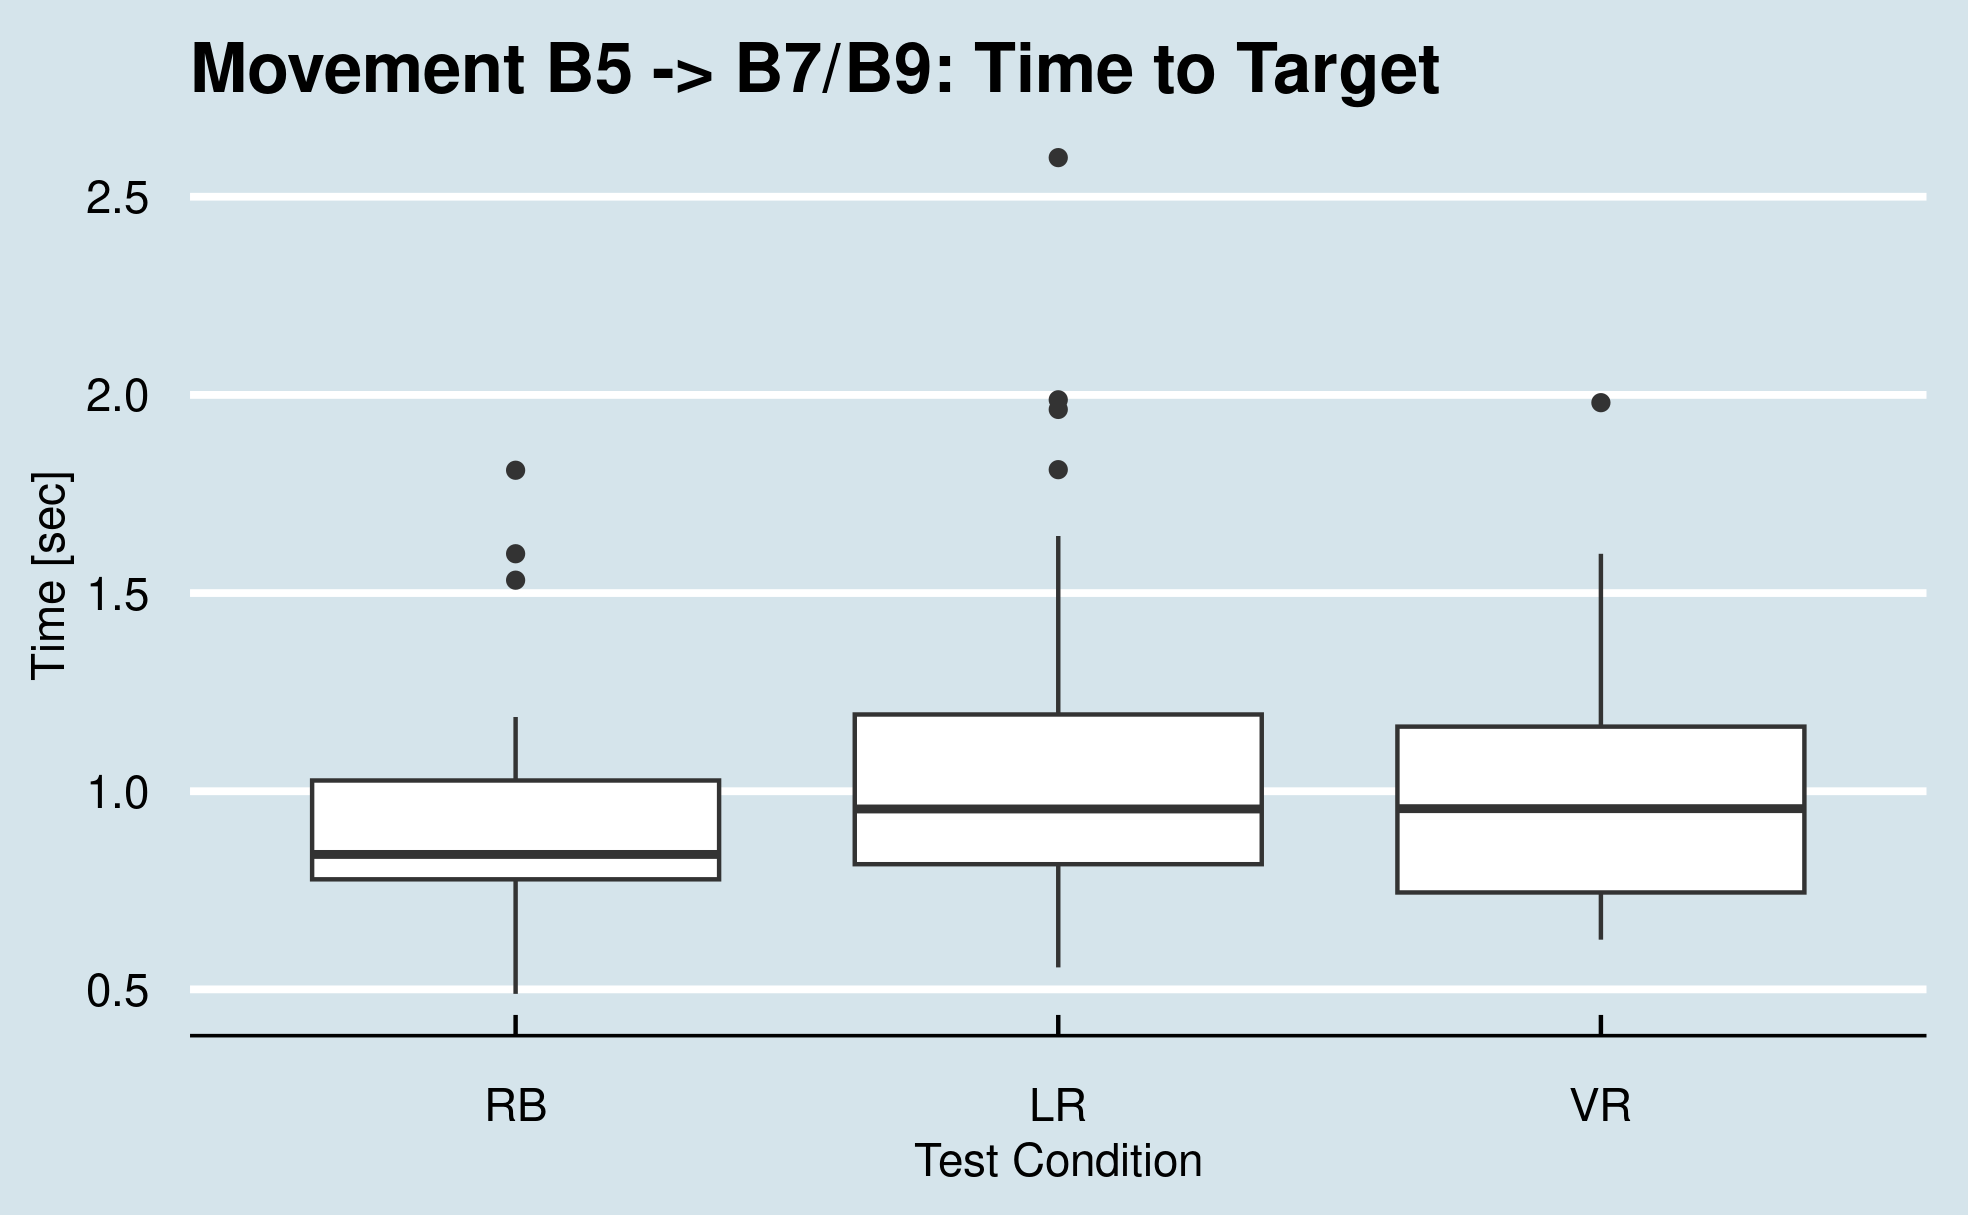 Movement B5 -> B7/B9: Time to Target
Time [sec]
2.5
2.0
1.5
1.0
0.5
RB LR VR
Test Condition